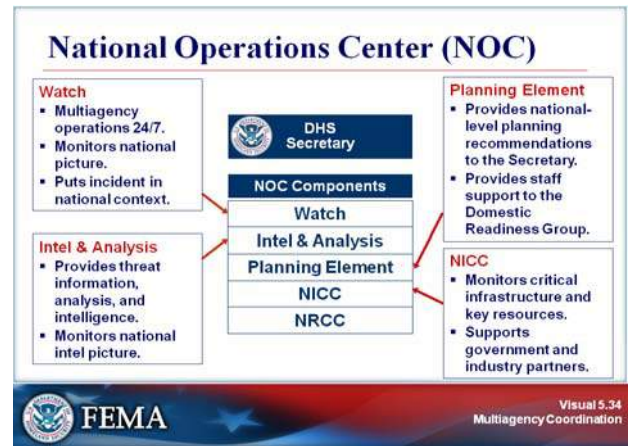 National Operations Center (NOC)
Watch
▪ Multiagency
operations 24/7.
▪ Monitors national
picture.
▪ Puts incident in
national context.
Intel & Analysis
▪ Provides threat
information,
analysis, and
intelligence.
▪ Monitors national
intel picture.
DHS
Secretary
NOC Components
Watch
Intel & Analysis
Planning Element
NICC
NRCC
Planning Element
▪ Provides national-
level planning
recommendations
to the Secretary.
▪ Provides staff
support to the
Domestic
Readiness Group.
NICC
▪ Monitors critical
infrastructure and
key resources.
▪ Supports
government and
industry partners.
FEMA
Visual 5.34
Multiagency Coordination